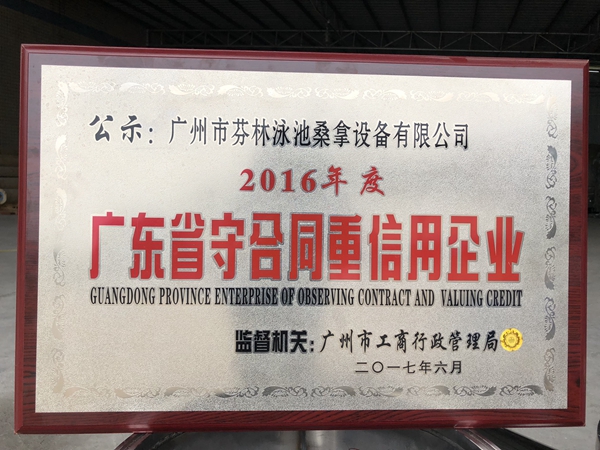 公示：广州市芬林泳池桑拿设备有限公司
2016年度
广东省守合同重信用企业
GUANGDONG PROVINCE ENTERPRISE OF OBSERVING CONTRACT AND VALUING CREDIT
监督机关：广州市工商行政管理局
二〇一七年六月